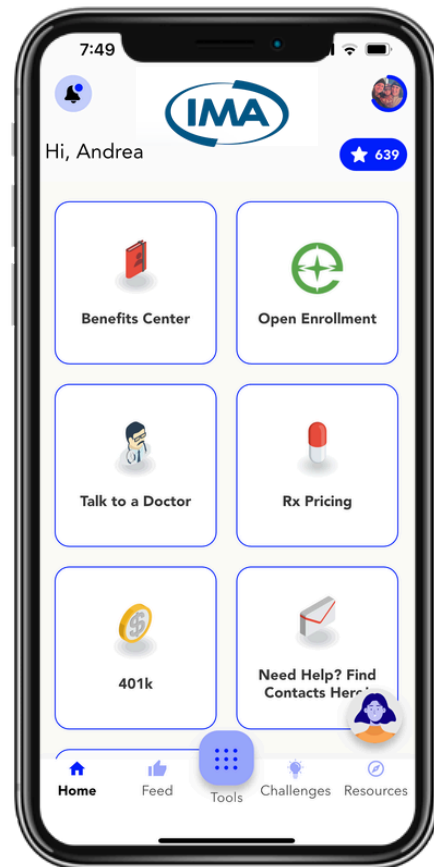 7:49
IMA
Hi, Andrea
639
Benefits Center
Open Enrollment
Talk to a Doctor
Rx Pricing
401k
Need Help? Find
Contacts Here!
Home
Feed
Tools
Challenges
Resources